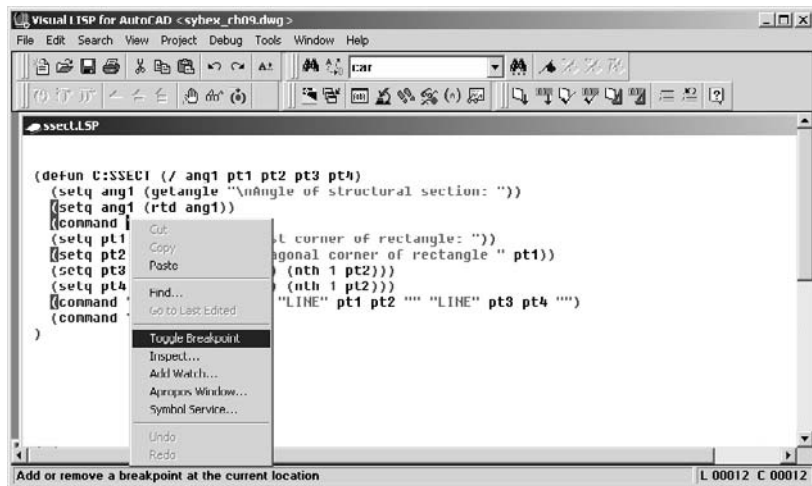 Visual LISP for AutoCAD <sybex_ch09.dwg>
File Edit Search View Project Debug Tools Window Help
car
ssect.LSP
(defun C:SSECT (/ ang1 pt1 pt2 pt3 pt4)
(setq ang1 (getangle "\nAngle of structural section: "))
(setq ang1 (rtd ang1))
(command
(setq pt1 t corner of rectangle: "))
(setq pt2 agonal corner of rectangle " pt1))
(setq pt3 ) (nth 1 pt2)))
(setq pt4 ) (nth 1 pt2)))
(command " "LINE" pt1 pt2 "" "LINE" pt3 pt4 "")
(command "
)
Cut
Copy
Paste
Find...
Go to Last Edited
Toggle Breakpoint
Inspect...
Add Watch...
Apropos Window...
Symbol Service...
Undo
Redo
Add or remove a breakpoint at the current location L 00012 C 00012